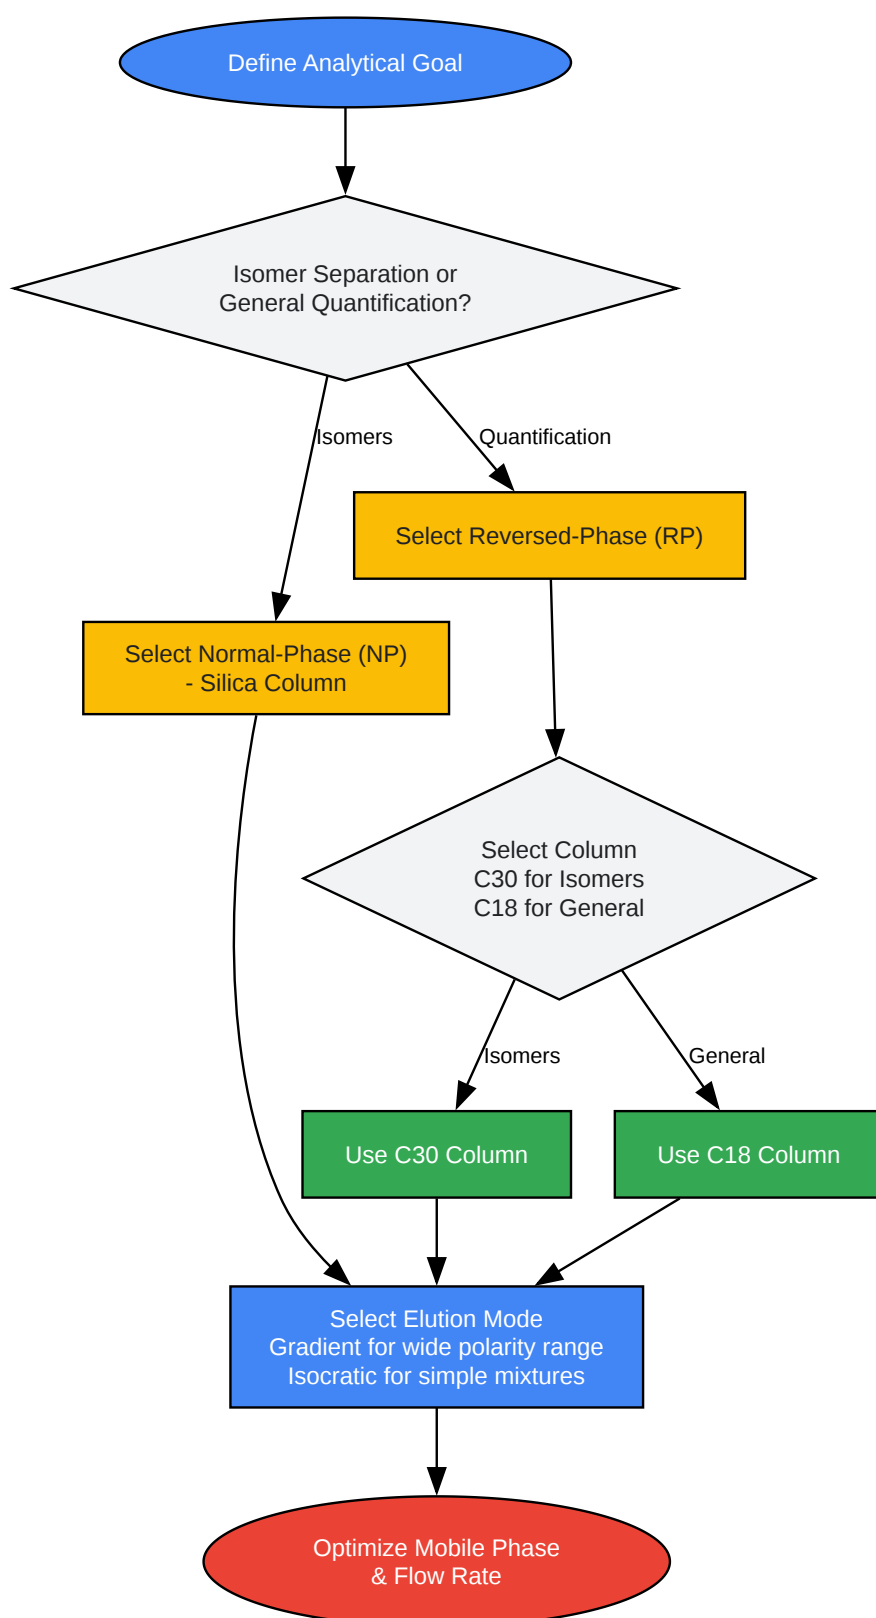 Define Analytical Goal
Isomer Separation or
General Quantification?
Isomers
Quantification
Select Reversed-Phase (RP)
Select Normal-Phase (NP)
- Silica Column
Select Column
C30 for Isomers
C18 for General
Isomers
General
Use C30 Column
Use C18 Column
Select Elution Mode
Gradient for wide polarity range
Isocratic for simple mixtures
Optimize Mobile Phase
& Flow Rate